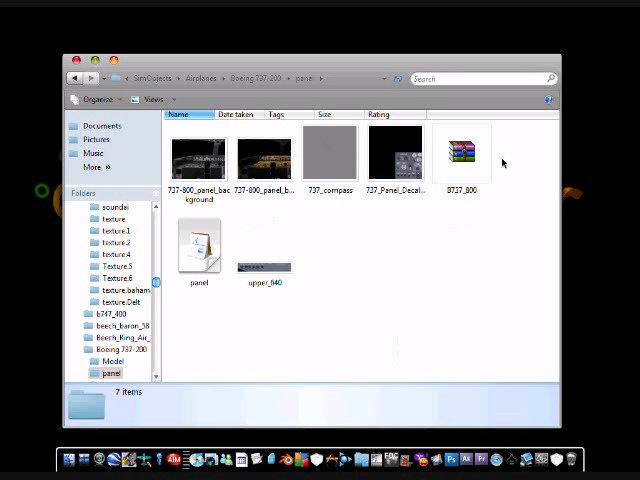 SimObjects ▸ Airplanes ▸ Boeing 737-200 ▸ panel ▸
Search
Organize
Views
Name
Date taken
Tags
Size
Rating
Documents
Pictures
Music
More »
Folders
soundai
texture
texture.1
texture.2
texture.4
Texture.5
Texture.6
texture.baham
texture.Delt
b747_400
beech_baron_58
Beech_King_Air_
Boeing 737-200
Model
panel
737-800_panel_bac
kground
737-800_panel_b...
737_compass
737_Panel_Decal...
B737_800
panel
upper_640
7 items